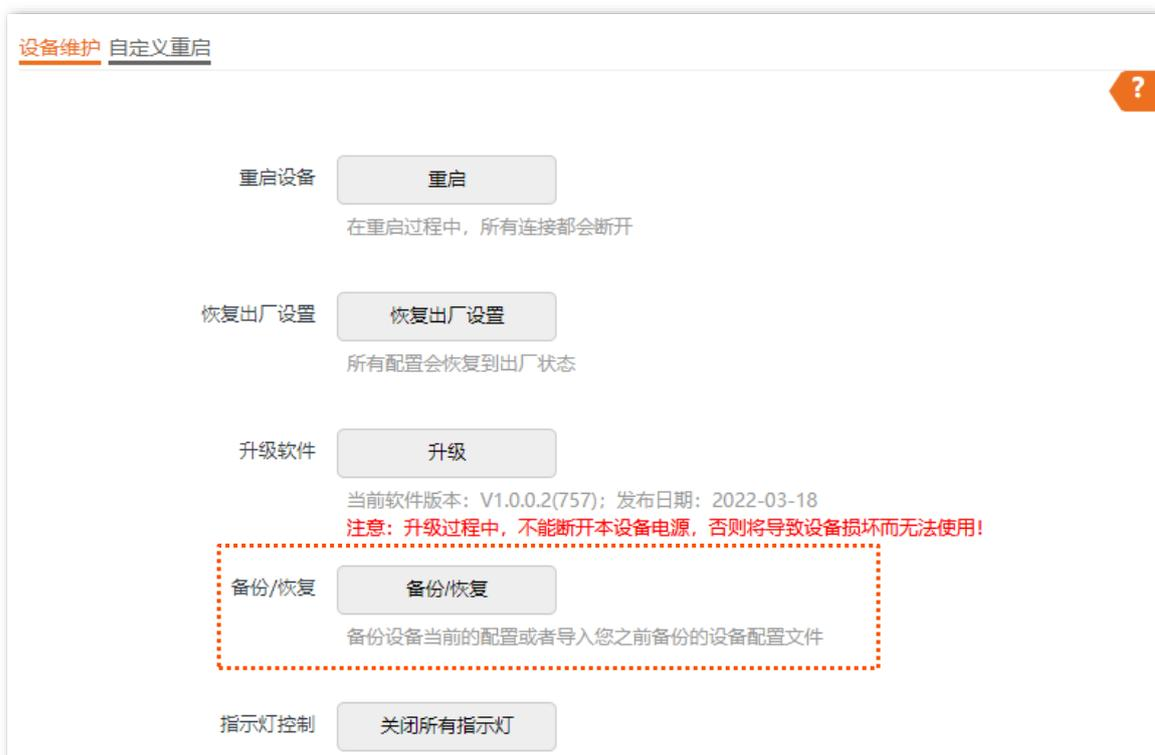 设备维护 自定义重启
?
重启设备 重启
在重启过程中，所有连接都会断开
恢复出厂设置 恢复出厂设置
所有配置会恢复到出厂状态
升级软件 升级
当前软件版本：V1.0.0.2(757)；发布日期：2022-03-18
注意：升级过程中，不能断开本设备电源，否则将导致设备损坏而无法使用！
备份/恢复 备份/恢复
备份设备当前的配置或者导入您之前备份的设备配置文件
指示灯控制 关闭所有指示灯